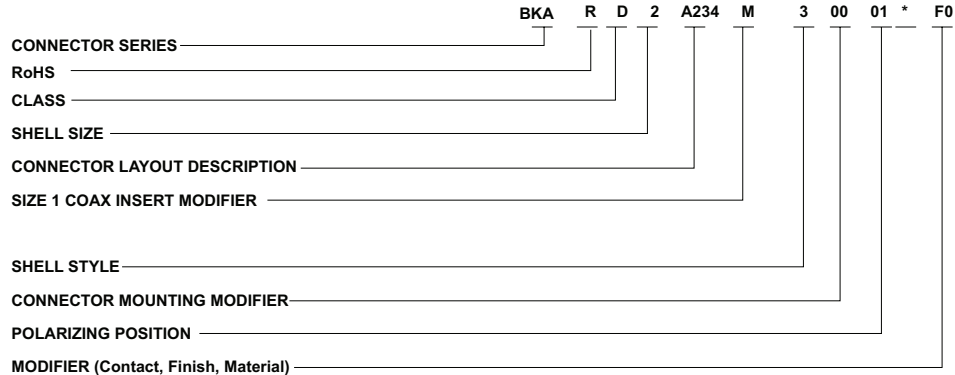 BKA R D 2 A234 M 3 00 01 * F0
CONNECTOR SERIES
RoHS
CLASS
SHELL SIZE
CONNECTOR LAYOUT DESCRIPTION
SIZE 1 COAX INSERT MODIFIER
SHELL STYLE
CONNECTOR MOUNTING MODIFIER
POLARIZING POSITION
MODIFIER (Contact, Finish, Material)